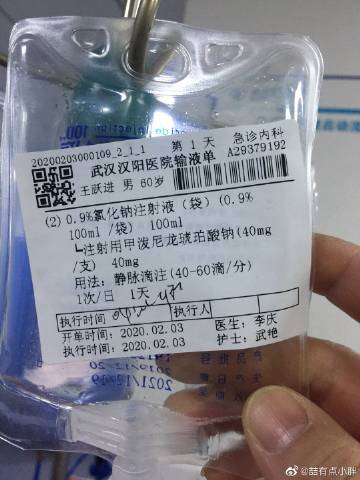 20200203000109_2_1_1 第 1 天 急诊内科
武汉汉阳医院输液单 A29379192
王跃进 男 60岁
(2) 0.9%氯化钠注射液（袋）(0.9%
100ml /袋) 100ml
┗注射用甲泼尼龙琥珀酸钠(40mg
/支) 40mg
用法：静脉滴注(40-60滴/分)
1次/日 1天
执行时间 执行人
开单时间：2020.02.03 医生：李庆
执行时间：2020.02.03 护士：武艳
2021/12/19
@喆有点小胖